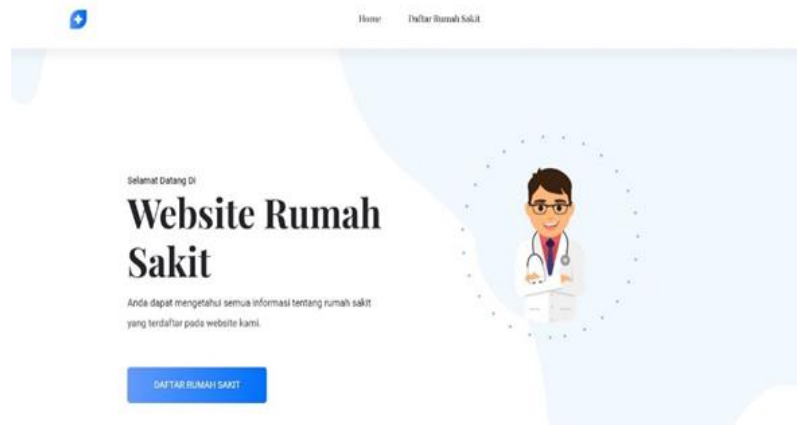 Home Daftar Rumah Sakit
Selamat Datang Di
Website Rumah
Sakit
Anda dapat mengetahui semua informasi tentang rumah sakit
yang terdaftar pada website kami.
DAFTAR RUMAH SAKIT